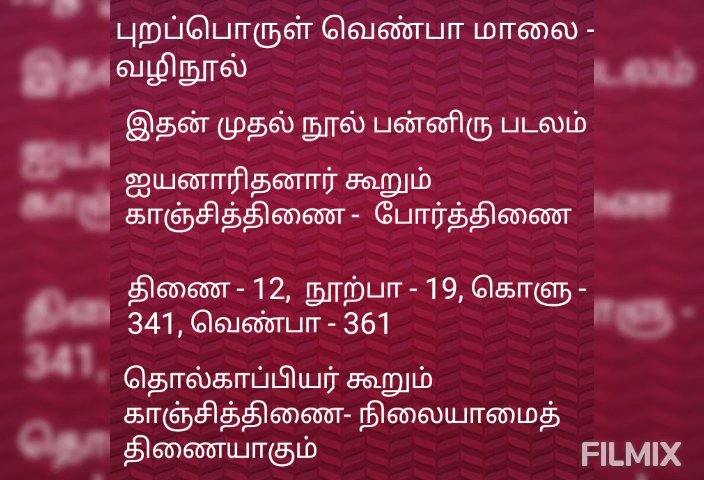 புறப்பொருள் வெண்பா மாலை -
வழிநூல்
இதன் முதல் நூல் பன்னிரு படலம்
ஐயனாரிதனார் கூறும்
காஞ்சித்திணை - போர்த்திணை
திணை - 12, நூற்பா - 19, கொளு -
341, வெண்பா - 361
தொல்காப்பியர் கூறும்
காஞ்சித்திணை- நிலையாமைத்
திணையாகும்
FILMIX